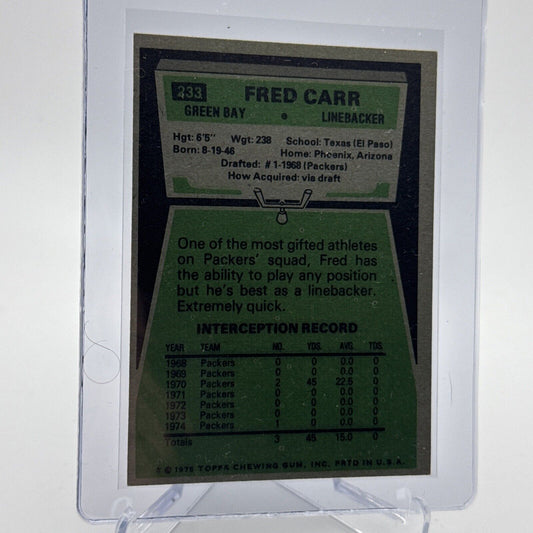 233 FRED CARR
GREEN BAY • LINEBACKER
Hgt: 6'5" Wgt: 238 School: Texas (El Paso)
Born: 8-19-46 Home: Phoenix, Arizona
Drafted: #1-1968 (Packers)
How Acquired: via draft
One of the most gifted athletes
on Packers' squad, Fred has
the ability to play any position
but he's best as a linebacker.
Extremely quick.
INTERCEPTION RECORD
YEAR TEAM NO. YDS. AVG. TDS.
1968 Packers 0 0 0.0 0
1969 Packers 0 0 0.0 0
1970 Packers 2 45 22.5 0
1971 Packers 0 0 0.0 0
1972 Packers 0 0 0.0 0
1973 Packers 0 0 0.0 0
1974 Packers 1 0 0.0 0
Totals 3 45 15.0 0
© 1975 TOPPS CHEWING GUM, INC. PRTD IN U.S.A.